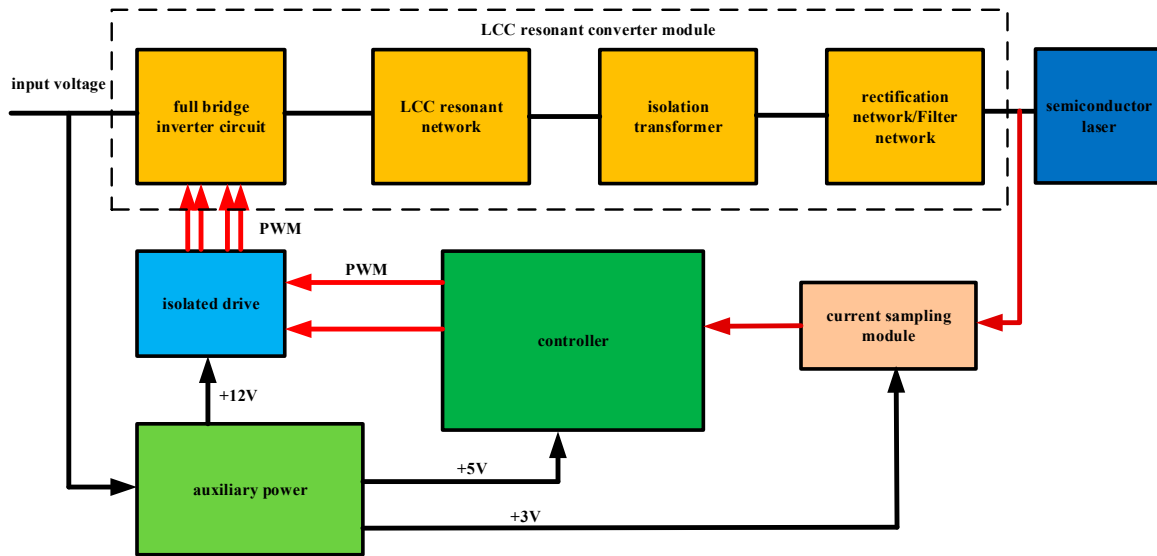 LCC resonant converter module
input voltage
full bridge
inverter circuit
LCC resonant
network
isolation
transformer
rectification
network/Filter
network
semiconductor
laser
PWM
PWM
isolated drive
controller
current sampling
module
+12V
+5V
auxiliary power
+3V